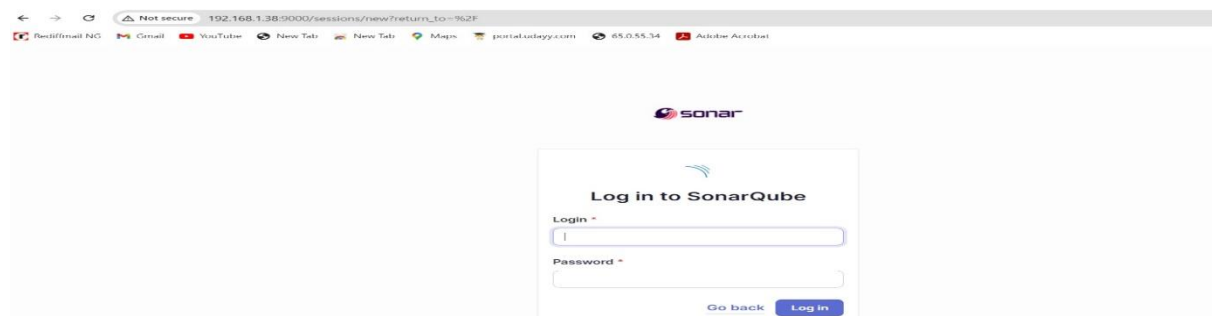 Not secure 192.168.1.38:9000/sessions/new?return_to=%2F
Rediffmail NG Gmail YouTube New Tab New Tab Maps portal.udayy.com 65.0.55.34 Adobe Acrobat
sonar
Log in to SonarQube
Login *
Password *
Go back Log in